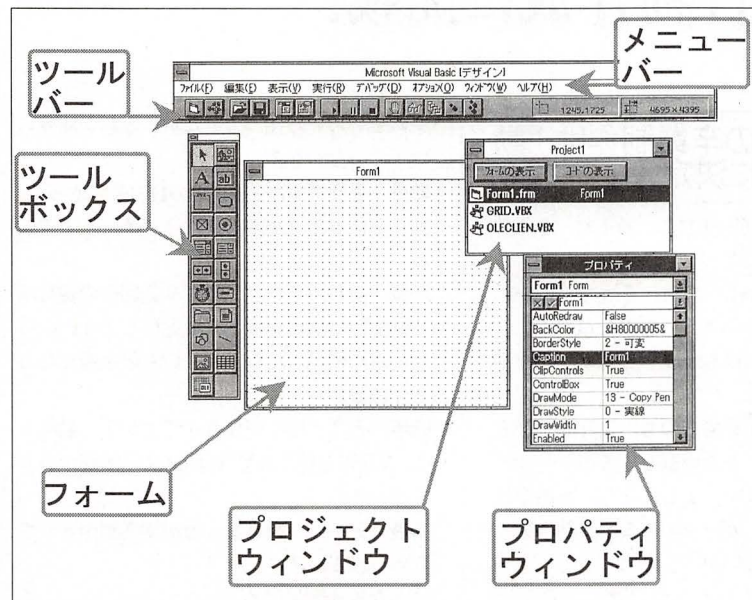 メニュー
バー
ツール
バー
Microsoft Visual Basic [デザイン]
ファイル(F) 編集(E) 表示(V) 実行(R) デバッグ(D) オプション(O) ウィンドウ(W) ヘルプ(H)
1245,1725 4695×4395
ツール
ボックス
A ab
Form1
Project1
フォームの表示 コードの表示
Form1.frm Form1
GRID.VBX
OLECLIEN.VBX
プロパティ
Form1 Form
Form1
AutoRedraw False
BackColor &H80000005&
BorderStyle 2 - 可変
Caption Form1
ClipControls True
ControlBox True
DrawMode 13 - Copy Pen
DrawStyle 0 - 実線
DrawWidth 1
Enabled True
フォーム
プロジェクト
ウィンドウ
プロパティ
ウィンドウ